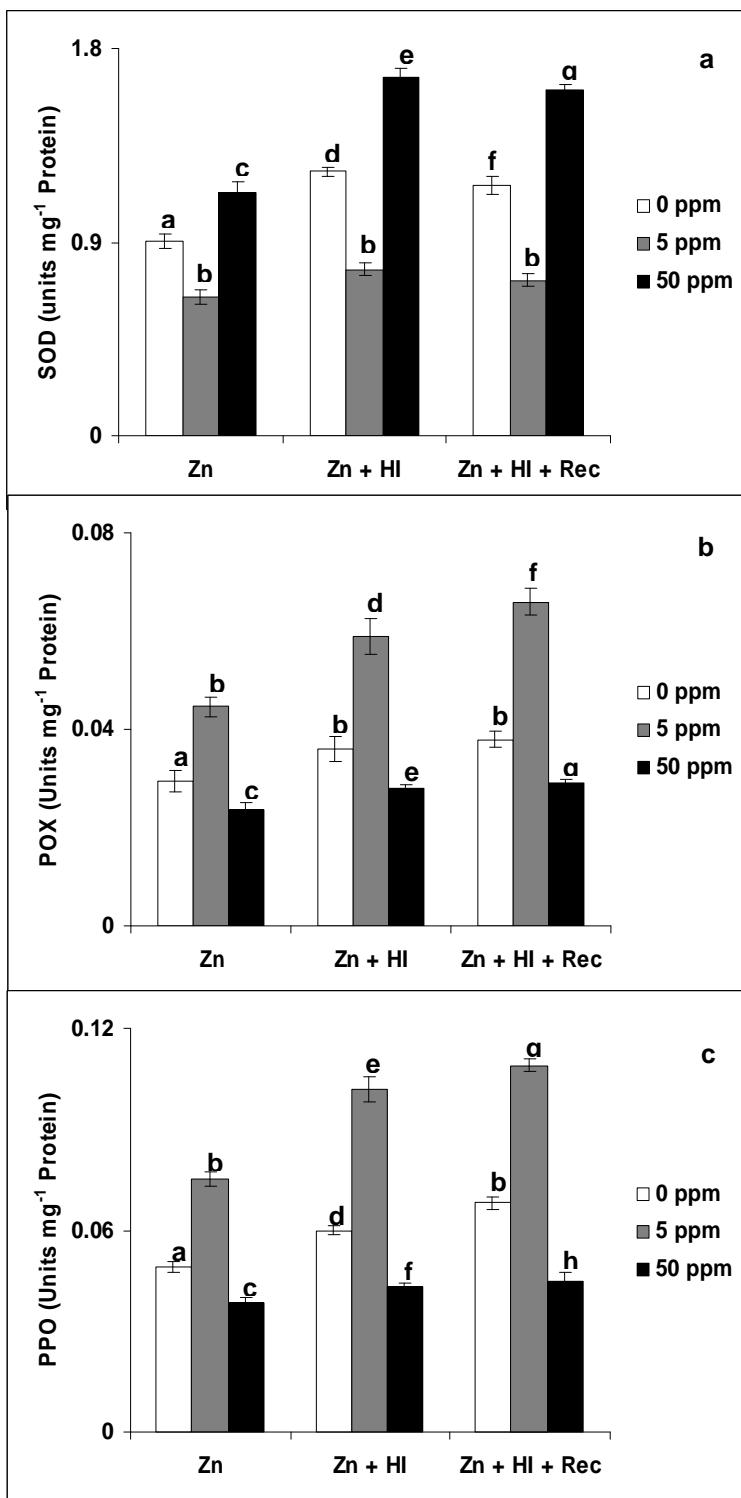 1.8
a
e
g
d
f
c
a
0.9
b
b
b
0 ppm
5 ppm
50 ppm
SOD (units mg-1 Protein)
0
Zn
Zn + HI
Zn + HI + Rec
0.08
b
f
d
b
b
b
0.04
a
c
e
g
0 ppm
5 ppm
50 ppm
POX (Units mg-1 Protein)
0
Zn
Zn + HI
Zn + HI + Rec
0.12
c
g
e
b
b
d
a
0.06
c
f
h
0 ppm
5 ppm
50 ppm
PPO (Units mg-1 Protein)
0
Zn
Zn + HI
Zn + HI + Rec